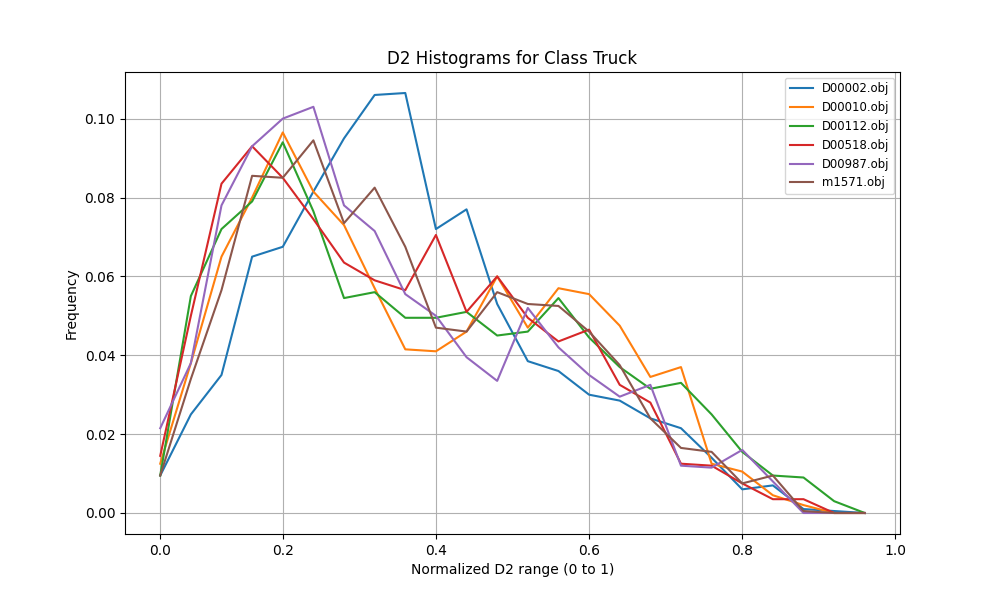 D2 Histograms for Class Truck
D00002.obj
D00010.obj
D00112.obj
D00518.obj
D00987.obj
m1571.obj
Frequency
0.10
0.08
0.06
0.04
0.02
0.00
0.0 0.2 0.4 0.6 0.8 1.0
Normalized D2 range (0 to 1)